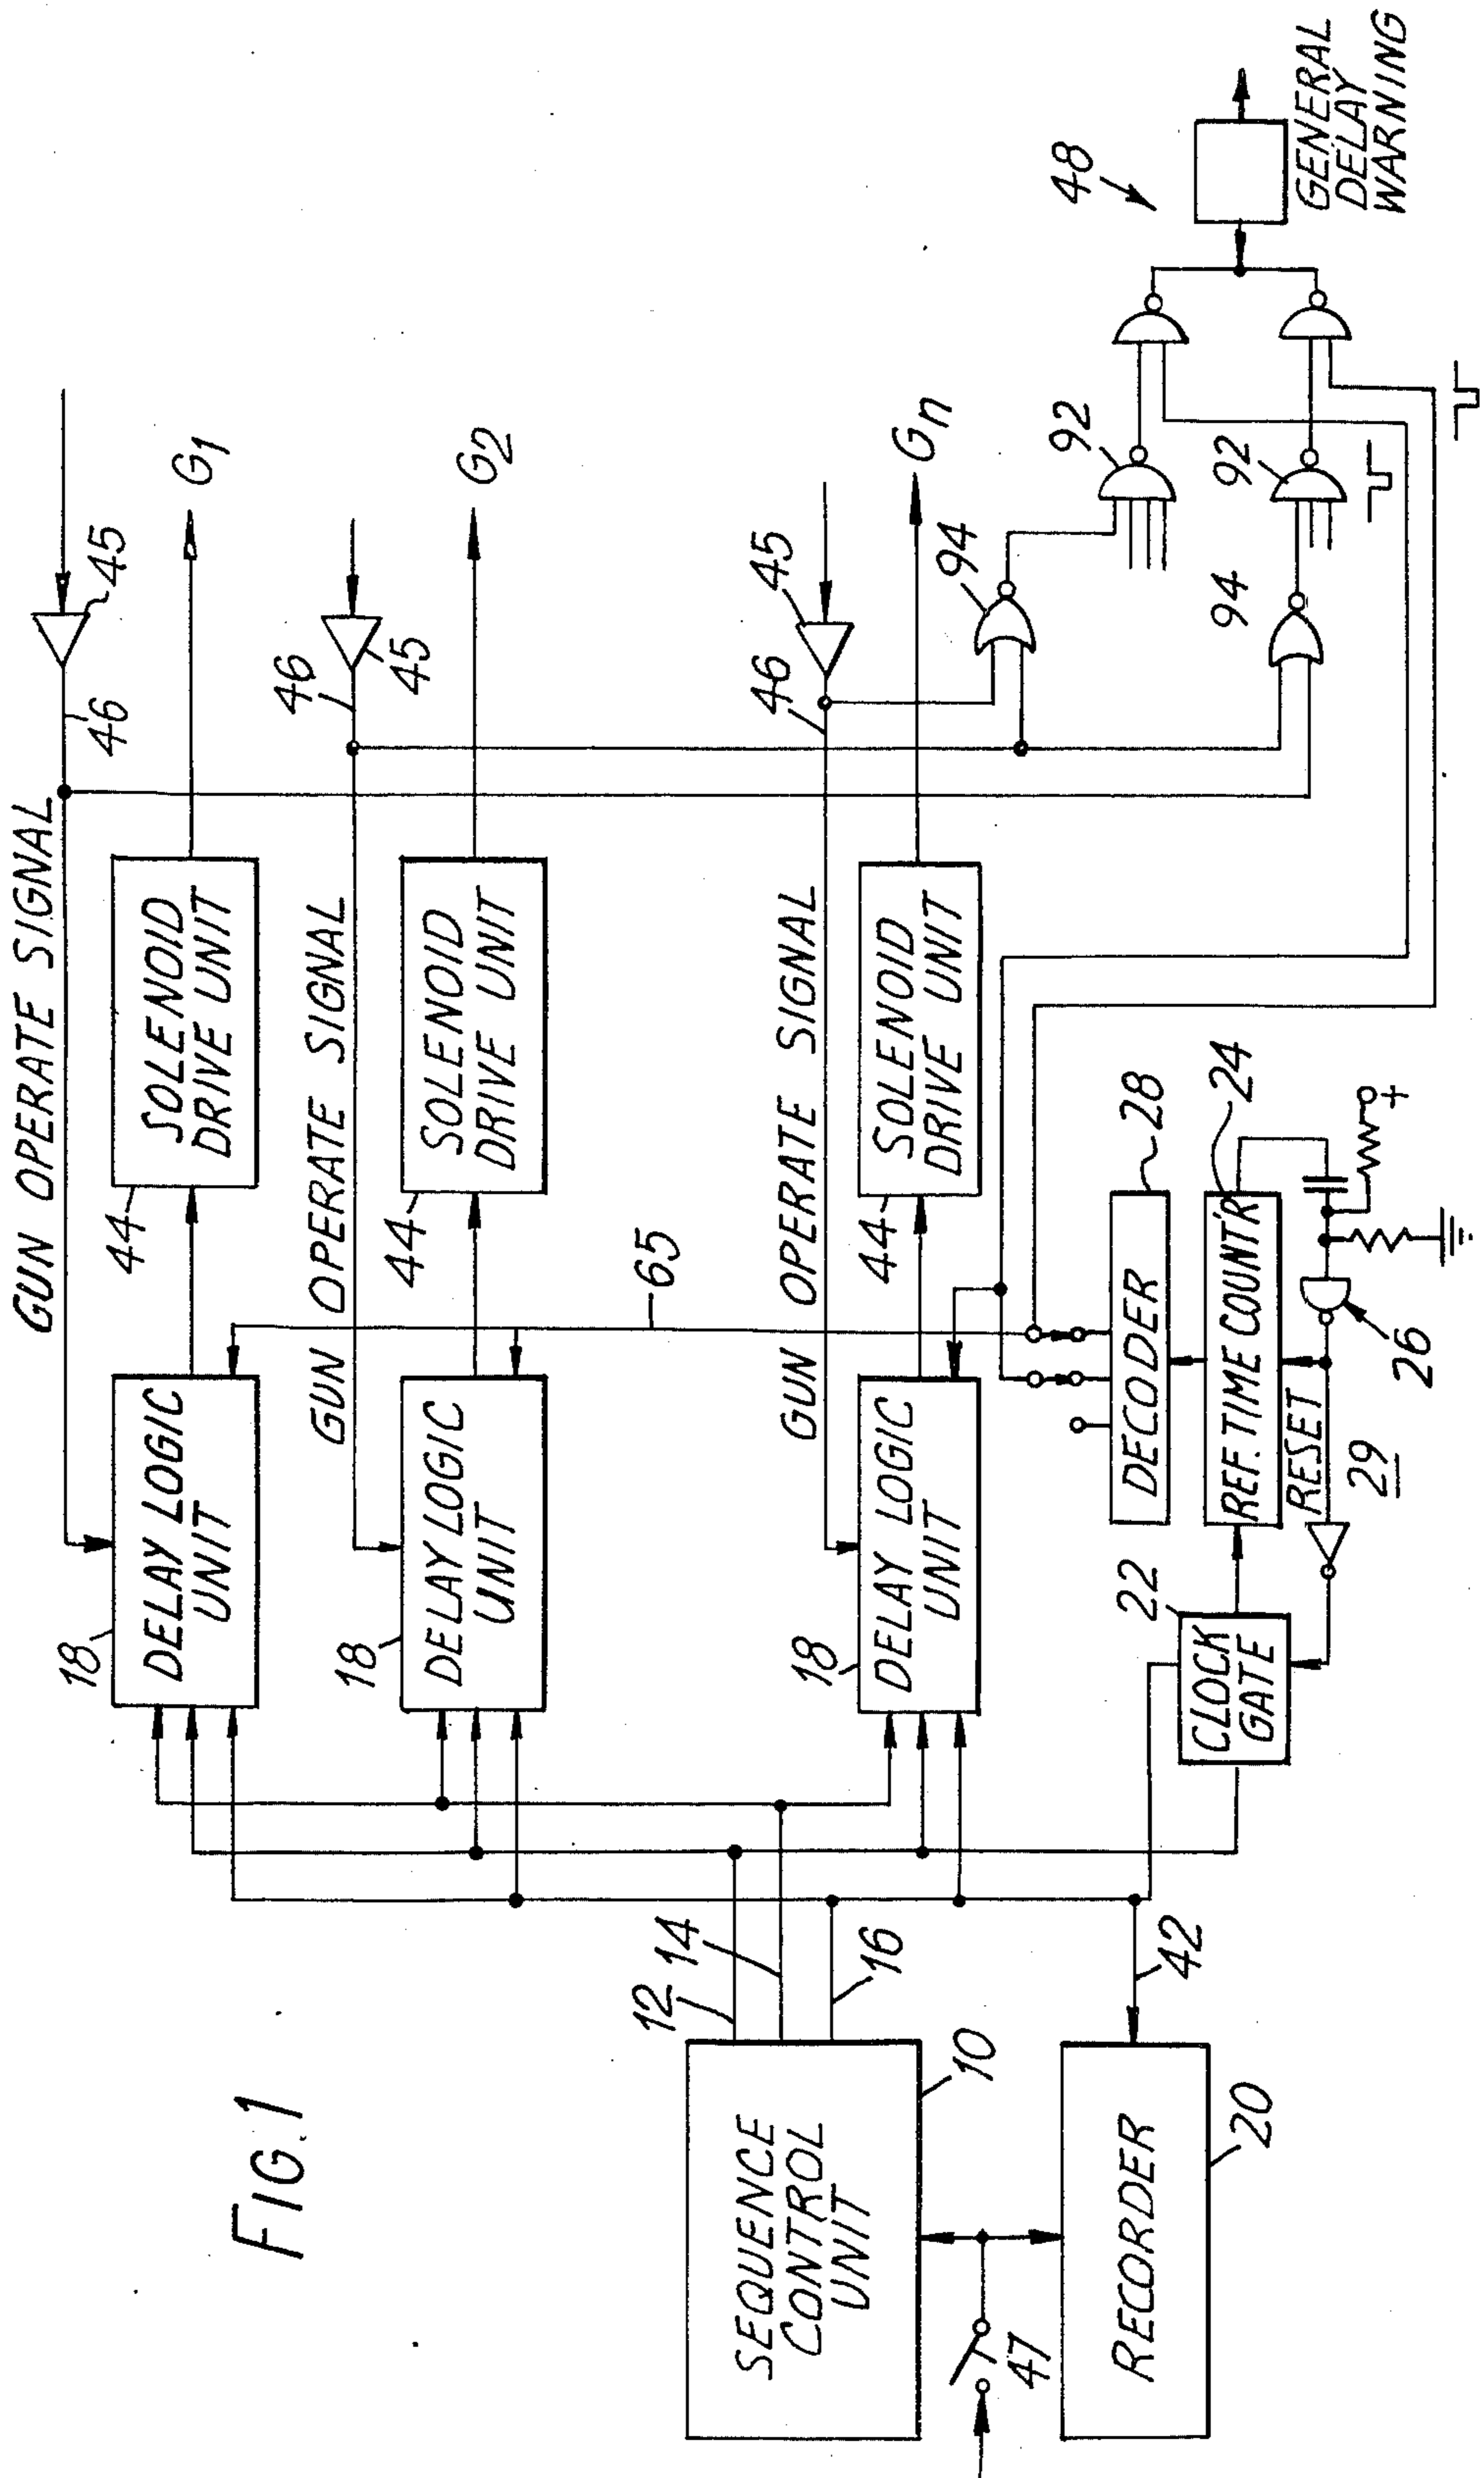 FIG.1
SEQUENCE
CONTROL
UNIT
10
12
14
16
47
RECORDER
20
42
18
DELAY LOGIC
UNIT
18
DELAY LOGIC
UNIT
18
DELAY LOGIC
UNIT
CLOCK
GATE
22
GUN OPERATE SIGNAL
GUN OPERATE SIGNAL
GUN OPERATE SIGNAL
44
SOLENOID
DRIVE UNIT
44
SOLENOID
DRIVE UNIT
44
SOLENOID
DRIVE UNIT
65
DECODER
28
REF. TIME COUNT'R
24
RESET
29
26
+
46
45
G1
46
45
G2
46
45
Gn
94
94
92
92
48
GENERAL
DELAY
WARNING